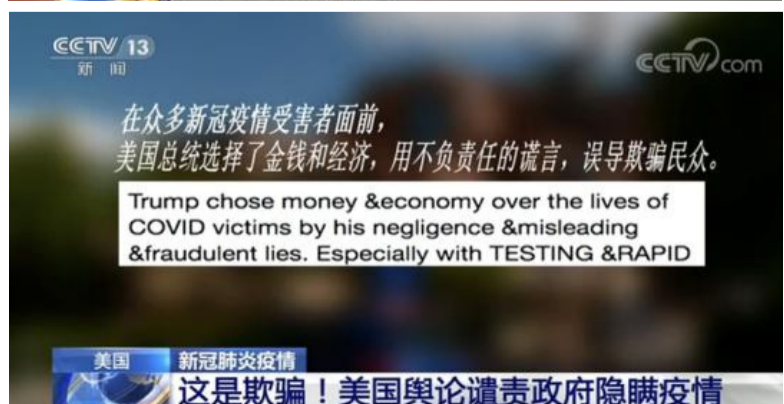 CCTV 13
新闻
CCTV.com
在众多新冠疫情受害者面前，
美国总统选择了金钱和经济，用不负责任的谎言，误导欺骗民众。
Trump chose money &economy over the lives of
COVID victims by his negligence &misleading
&fraudulent lies. Especially with TESTING &RAPID
美国
新冠肺炎疫情
这是欺骗！美国舆论谴责政府隐瞒疫情